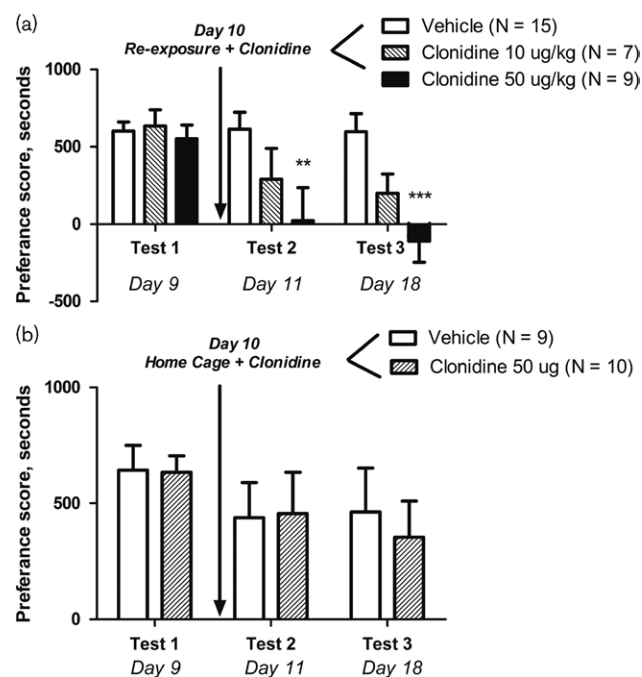 (a)
Day 10
Re-exposure + Clonidine
Vehicle (N = 15)
Clonidine 10 ug/kg (N = 7)
Clonidine 50 ug/kg (N = 9)
Preferance score, seconds
1000
500
0
-500
**
***
Test 1
Test 2
Test 3
Day 9
Day 11
Day 18
(b)
Day 10
Home Cage + Clonidine
Vehicle (N = 9)
Clonidine 50 ug (N = 10)
Preferance score, seconds
1000
500
0
Test 1
Test 2
Test 3
Day 9
Day 11
Day 18